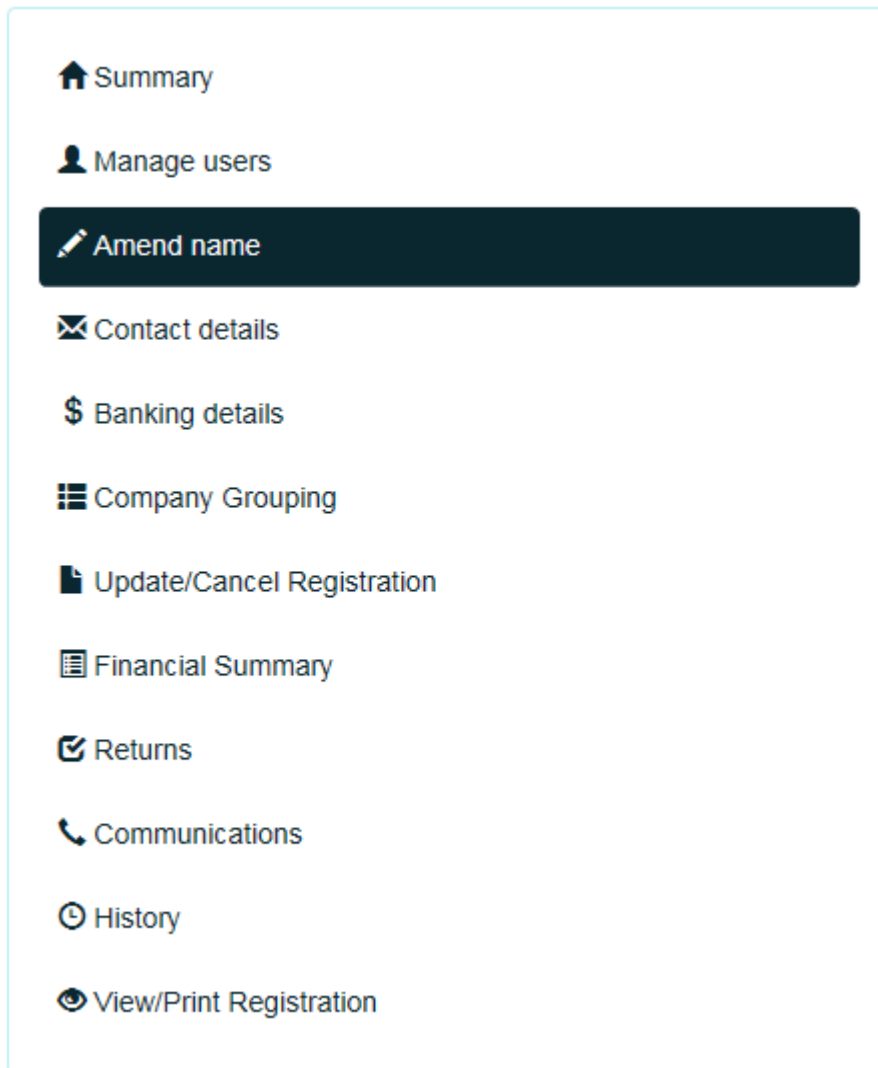 Summary
Manage users
Amend name
Contact details
$ Banking details
Company Grouping
Update/Cancel Registration
Financial Summary
Returns
Communications
History
View/Print Registration